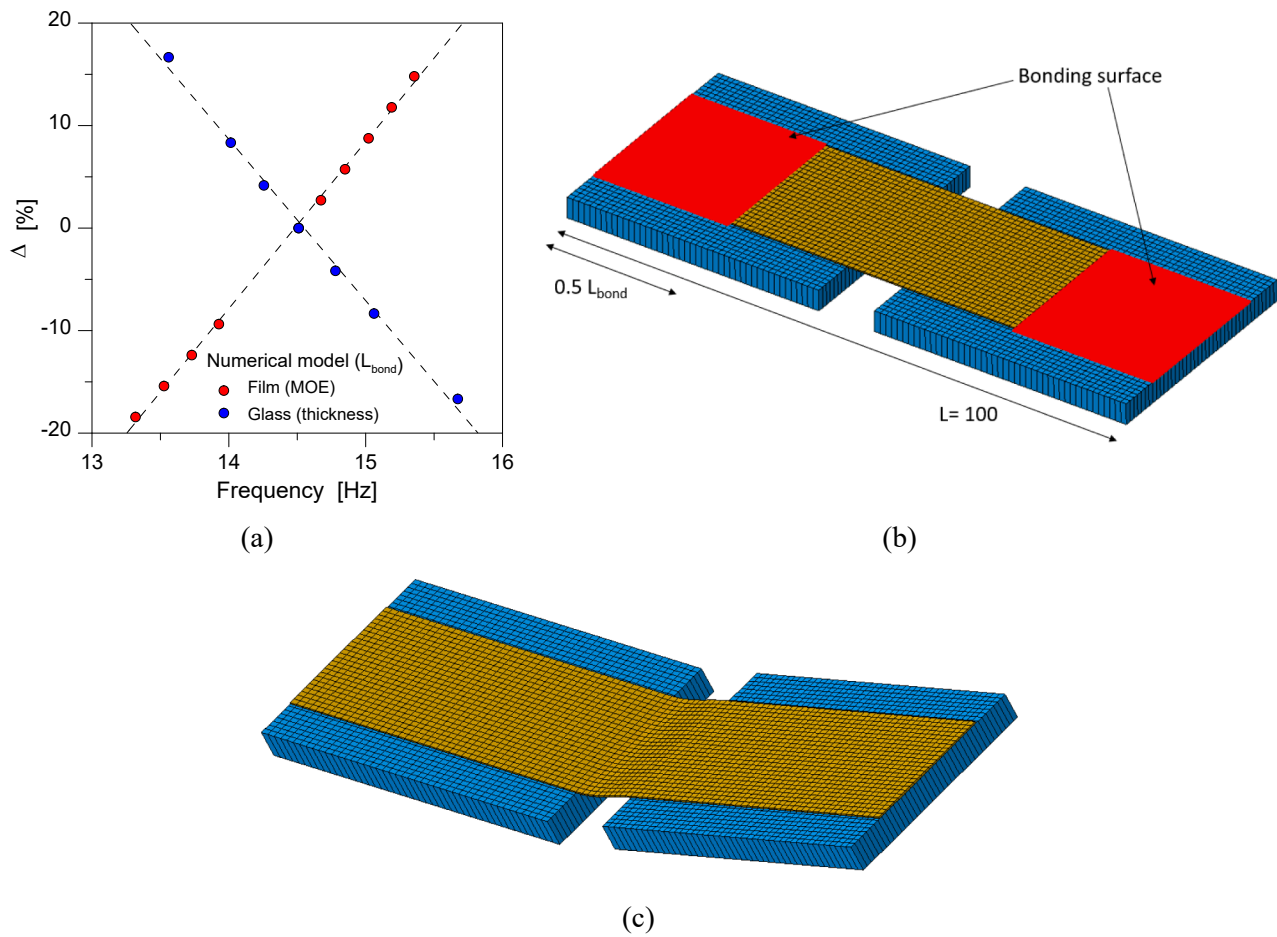 20
10
0
-10
-20
Δ [%]
Numerical model (Lbond)
Film (MOE)
Glass (thickness)
13
14
15
16
Frequency [Hz]
(a)
Bonding surface
0.5 Lbond
L= 100
(b)
(c)